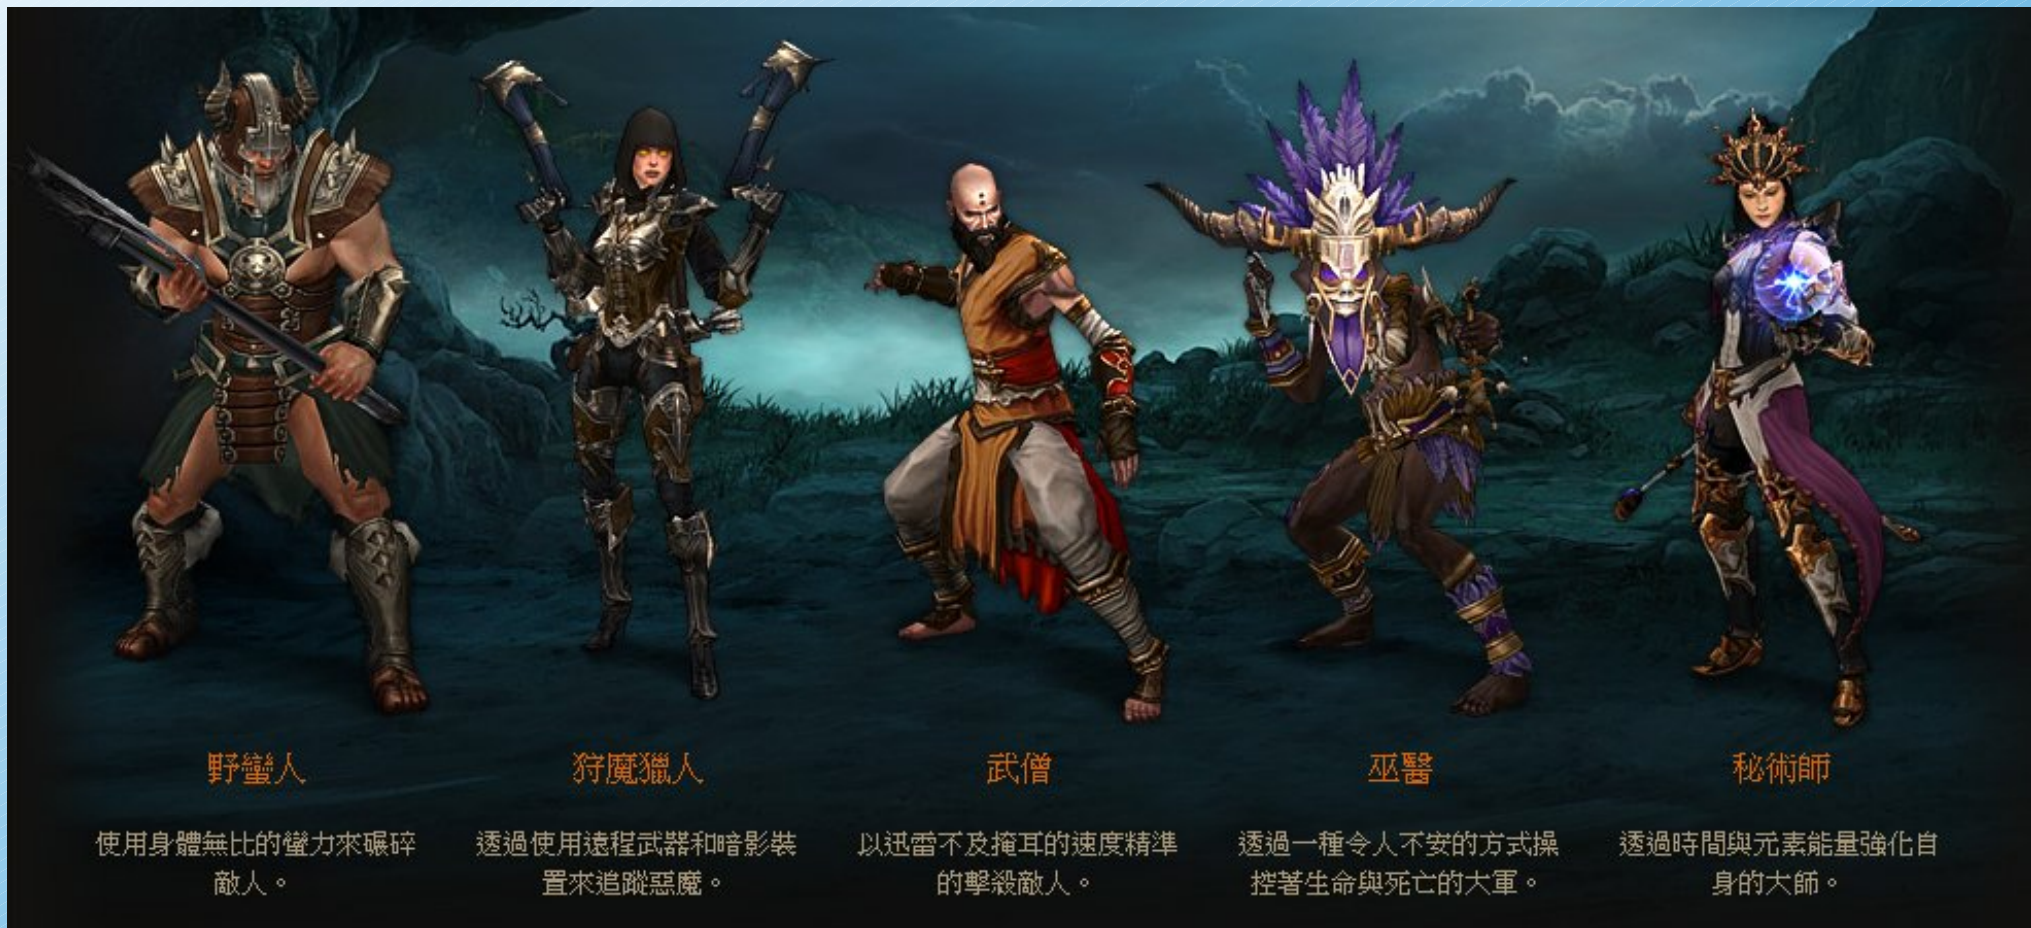 野蠻人
使用身體無比的蠻力來碾碎
敵人。
狩魔獵人
透過使用遠程武器和暗影裝
置來追蹤惡魔。
武僧
以迅雷不及掩耳的速度精準
的擊殺敵人。
巫醫
透過一種令人不安的方式操
控著生命與死亡的大軍。
秘術師
透過時間與元素能量強化自
身的大師。